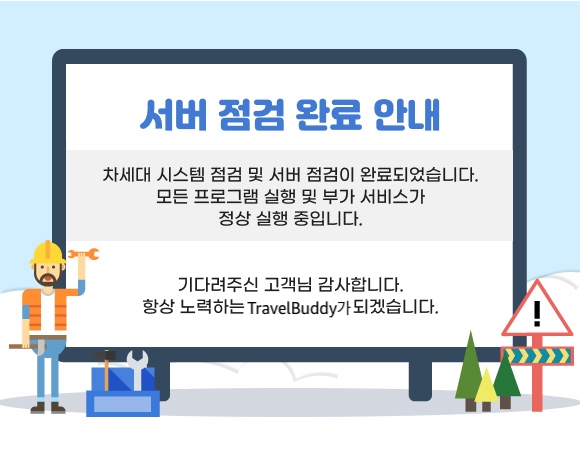 서버 점검 완료 안내
차세대 시스템 점검 및 서버 점검이 완료되었습니다.
모든 프로그램 실행 및 부가 서비스가
정상 실행 중입니다.
기다려주신 고객님 감사합니다.
항상 노력하는 TravelBuddy가 되겠습니다.
!